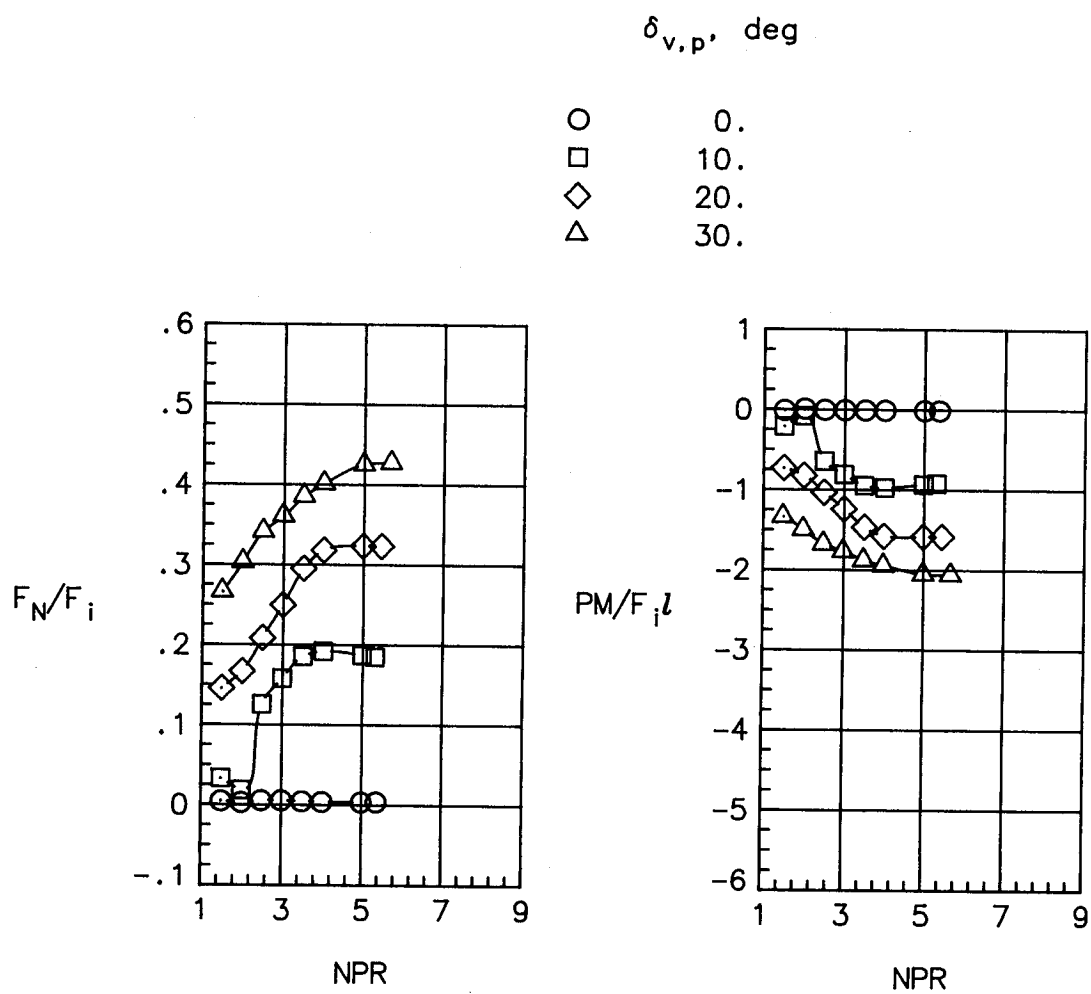 δv,p, deg
0.
10.
20.
30.
.6
.5
.4
.3
.2
.1
0
-.1
FN/Fi
1 3 5 7 9
NPR
1
0
-1
-2
-3
-4
-5
-6
PM/Fil
1 3 5 7 9
NPR